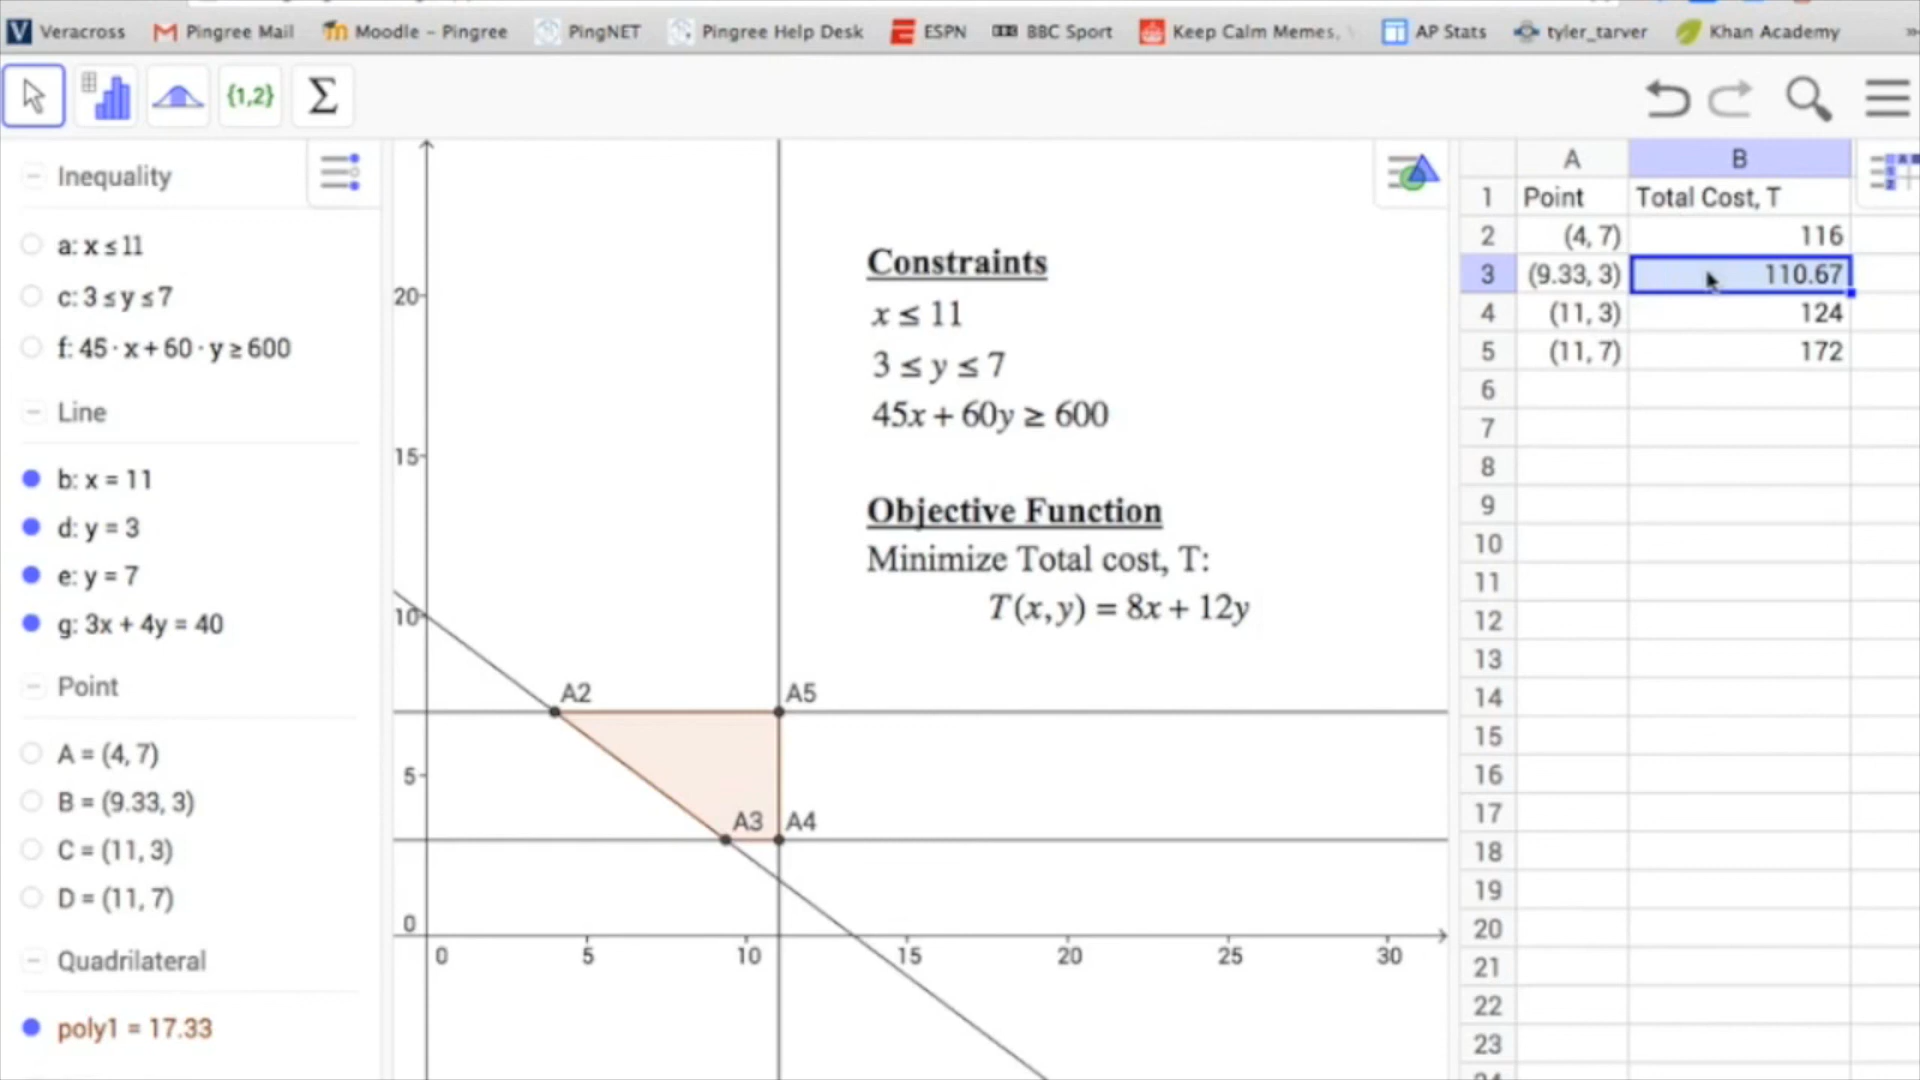 Veracross Pingree Mail Moodle - Pingree PingNET Pingree Help Desk ESPN BBC Sport Keep Calm Memes, AP Stats tyler_tarver Khan Academy »
{1,2} Σ
Inequality
a: x ≤ 11
c: 3 ≤ y ≤ 7
f: 45 · x + 60 · y ≥ 600
Line
b: x = 11
d: y = 3
e: y = 7
g: 3x + 4y = 40
Point
A = (4, 7)
B = (9.33, 3)
C = (11, 3)
D = (11, 7)
Quadrilateral
poly1 = 17.33
20
15
10
5
0
0 5 10 15 20 25 30
A2 A5
A3 A4
Constraints
x ≤ 11
3 ≤ y ≤ 7
45x + 60y ≥ 600
Objective Function
Minimize Total cost, T:
T(x,y) = 8x + 12y
A B
1 Point Total Cost, T
2 (4, 7) 116
3 (9.33, 3) 110.67
4 (11, 3) 124
5 (11, 7) 172
6
7
8
9
10
11
12
13
14
15
16
17
18
19
20
21
22
23